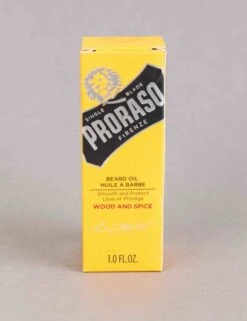 SINGLE BLADE
PRORASO
FIRENZE
BEARD OIL
HUILE À BARBE
Smooth and Protect
Lisse et Protège
WOOD AND SPICE
1.0 FL OZ.